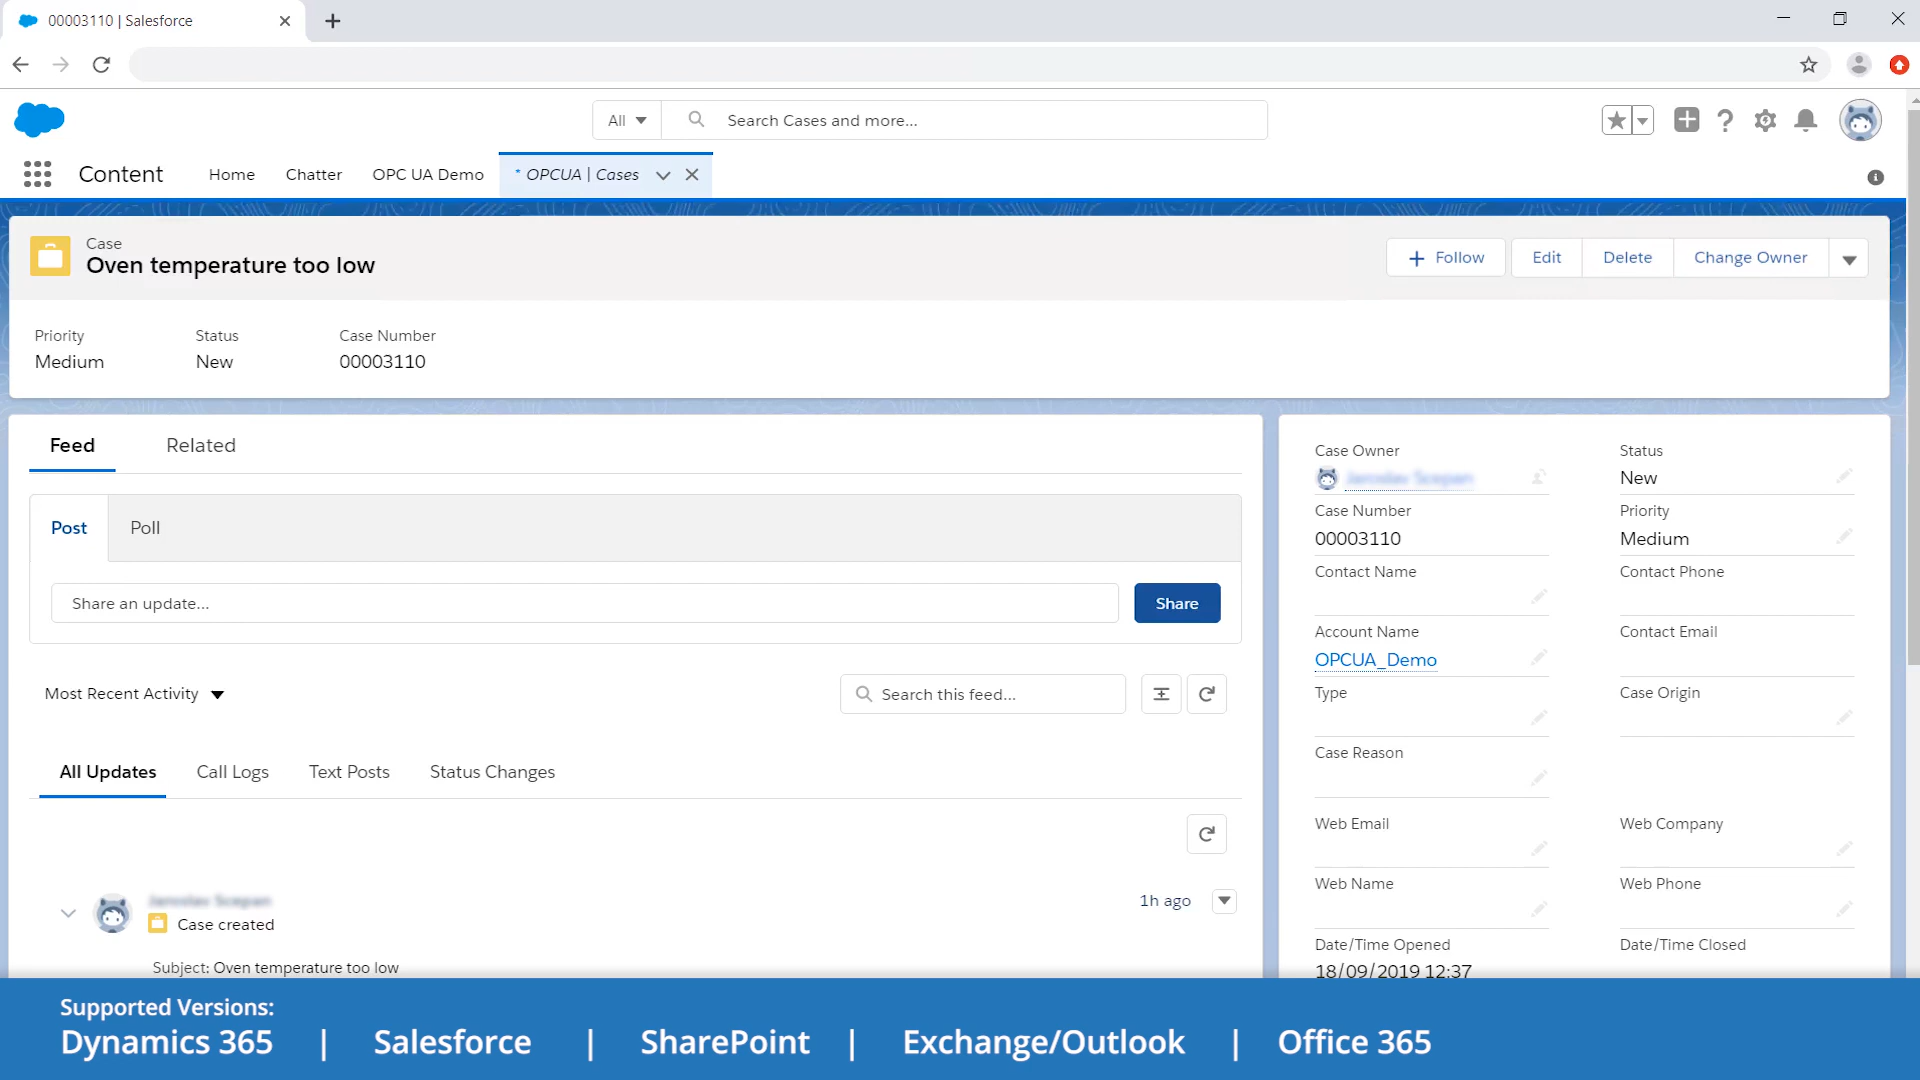 00003110 | Salesforce
All
Search Cases and more...
Content
Home
Chatter
OPC UA Demo
* OPCUA | Cases
Case
Oven temperature too low
Follow
Edit
Delete
Change Owner
Priority
Status
Case Number
Medium
New
00003110
Feed
Related
Post
Poll
Share an update...
Share
Most Recent Activity
Search this feed...
All Updates
Call Logs
Text Posts
Status Changes
1h ago
Case created
Subject: Oven temperature too low
Case Owner
Status
New
Case Number
Priority
00003110
Medium
Contact Name
Contact Phone
Account Name
Contact Email
OPCUA_Demo
Type
Case Origin
Case Reason
Web Email
Web Company
Web Name
Web Phone
Date/Time Opened
Date/Time Closed
18/09/2019 12:37
Supported Versions:
Dynamics 365 | Salesforce | SharePoint | Exchange/Outlook | Office 365